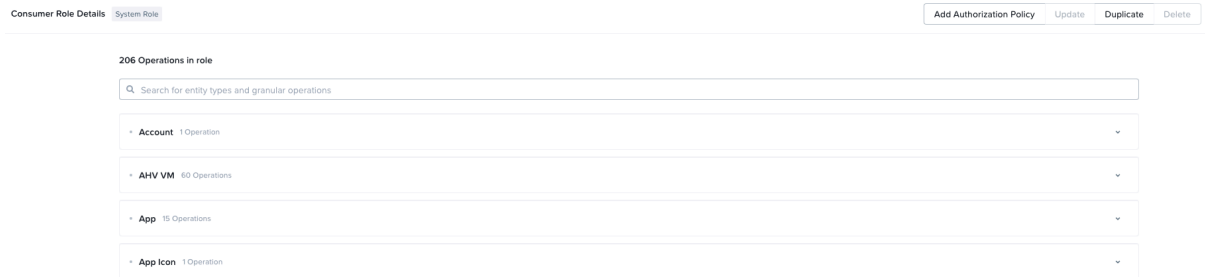 Consumer Role Details System Role Add Authorization Policy Update Duplicate Delete
206 Operations in role
Search for entity types and granular operations
Account 1 Operation
AHV VM 60 Operations
App 15 Operations
App Icon 1 Operation